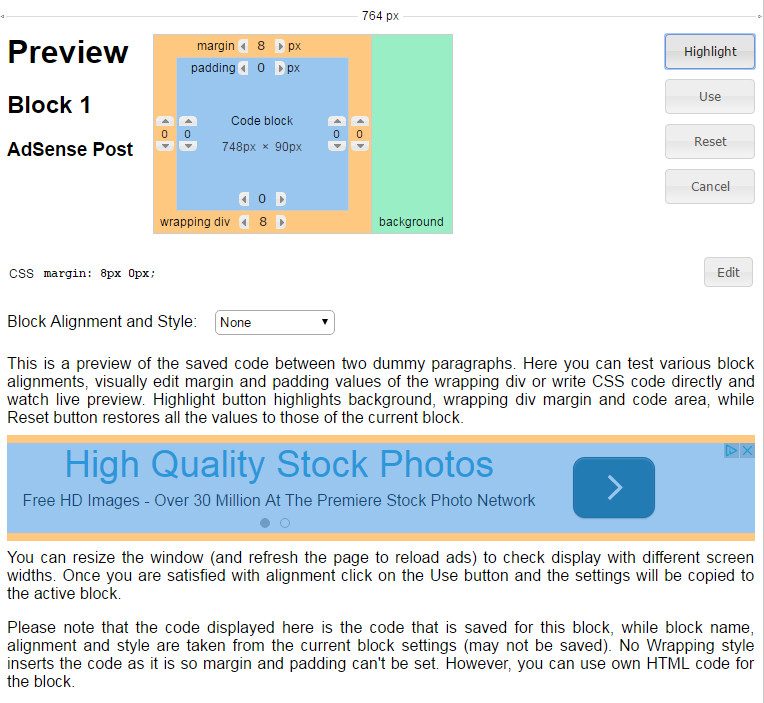 764 px
Preview
Block 1
AdSense Post
margin 8 px
padding 0 px
0 0 Code block 0 0
748px × 90px
0
wrapping div 8
background
Highlight
Use
Reset
Cancel
CSS margin: 8px 0px;
Edit
Block Alignment and Style: None
This is a preview of the saved code between two dummy paragraphs. Here you can test various block
alignments, visually edit margin and padding values of the wrapping div or write CSS code directly and
watch live preview. Highlight button highlights background, wrapping div margin and code area, while
Reset button restores all the values to those of the current block.
High Quality Stock Photos
Free HD Images - Over 30 Million At The Premiere Stock Photo Network
You can resize the window (and refresh the page to reload ads) to check display with different screen
widths. Once you are satisfied with alignment click on the Use button and the settings will be copied to
the active block.
Please note that the code displayed here is the code that is saved for this block, while block name,
alignment and style are taken from the current block settings (may not be saved). No Wrapping style
inserts the code as it is so margin and padding can't be set. However, you can use own HTML code for
the block.